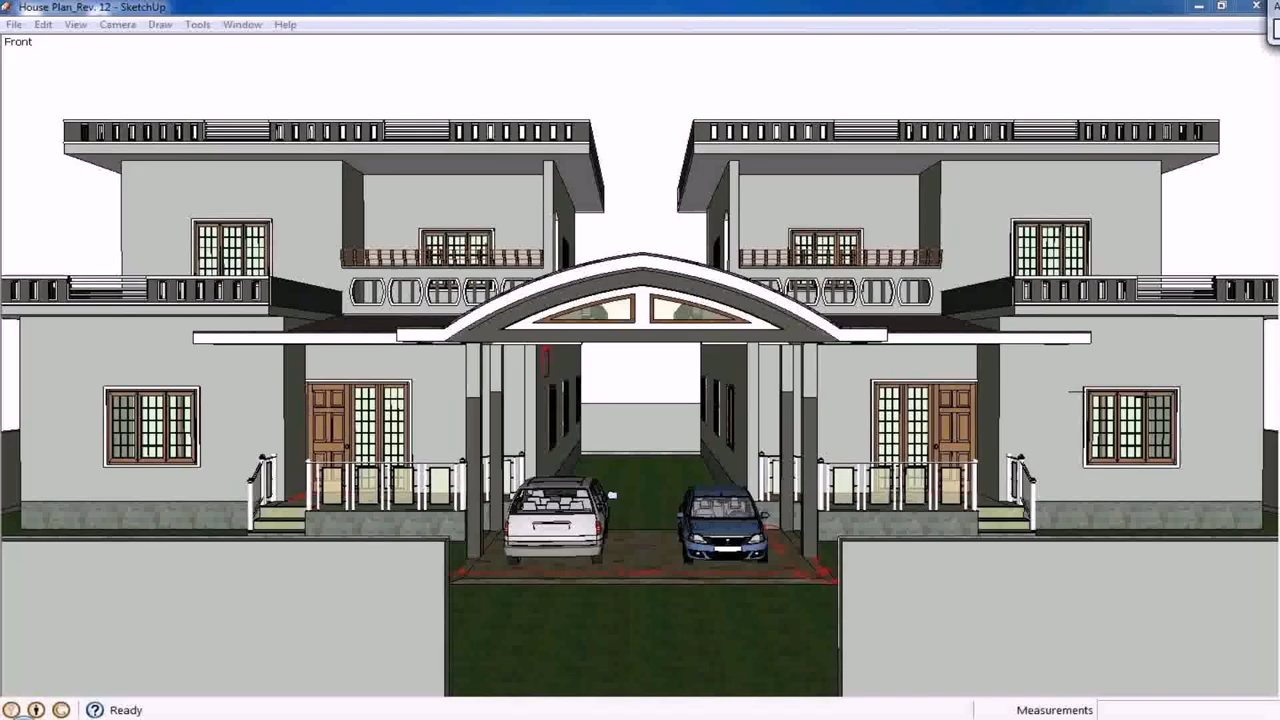 House Plan_Rev. 12 - SketchUp
File Edit View Camera Draw Tools Window Help
Front
Ready
Measurements